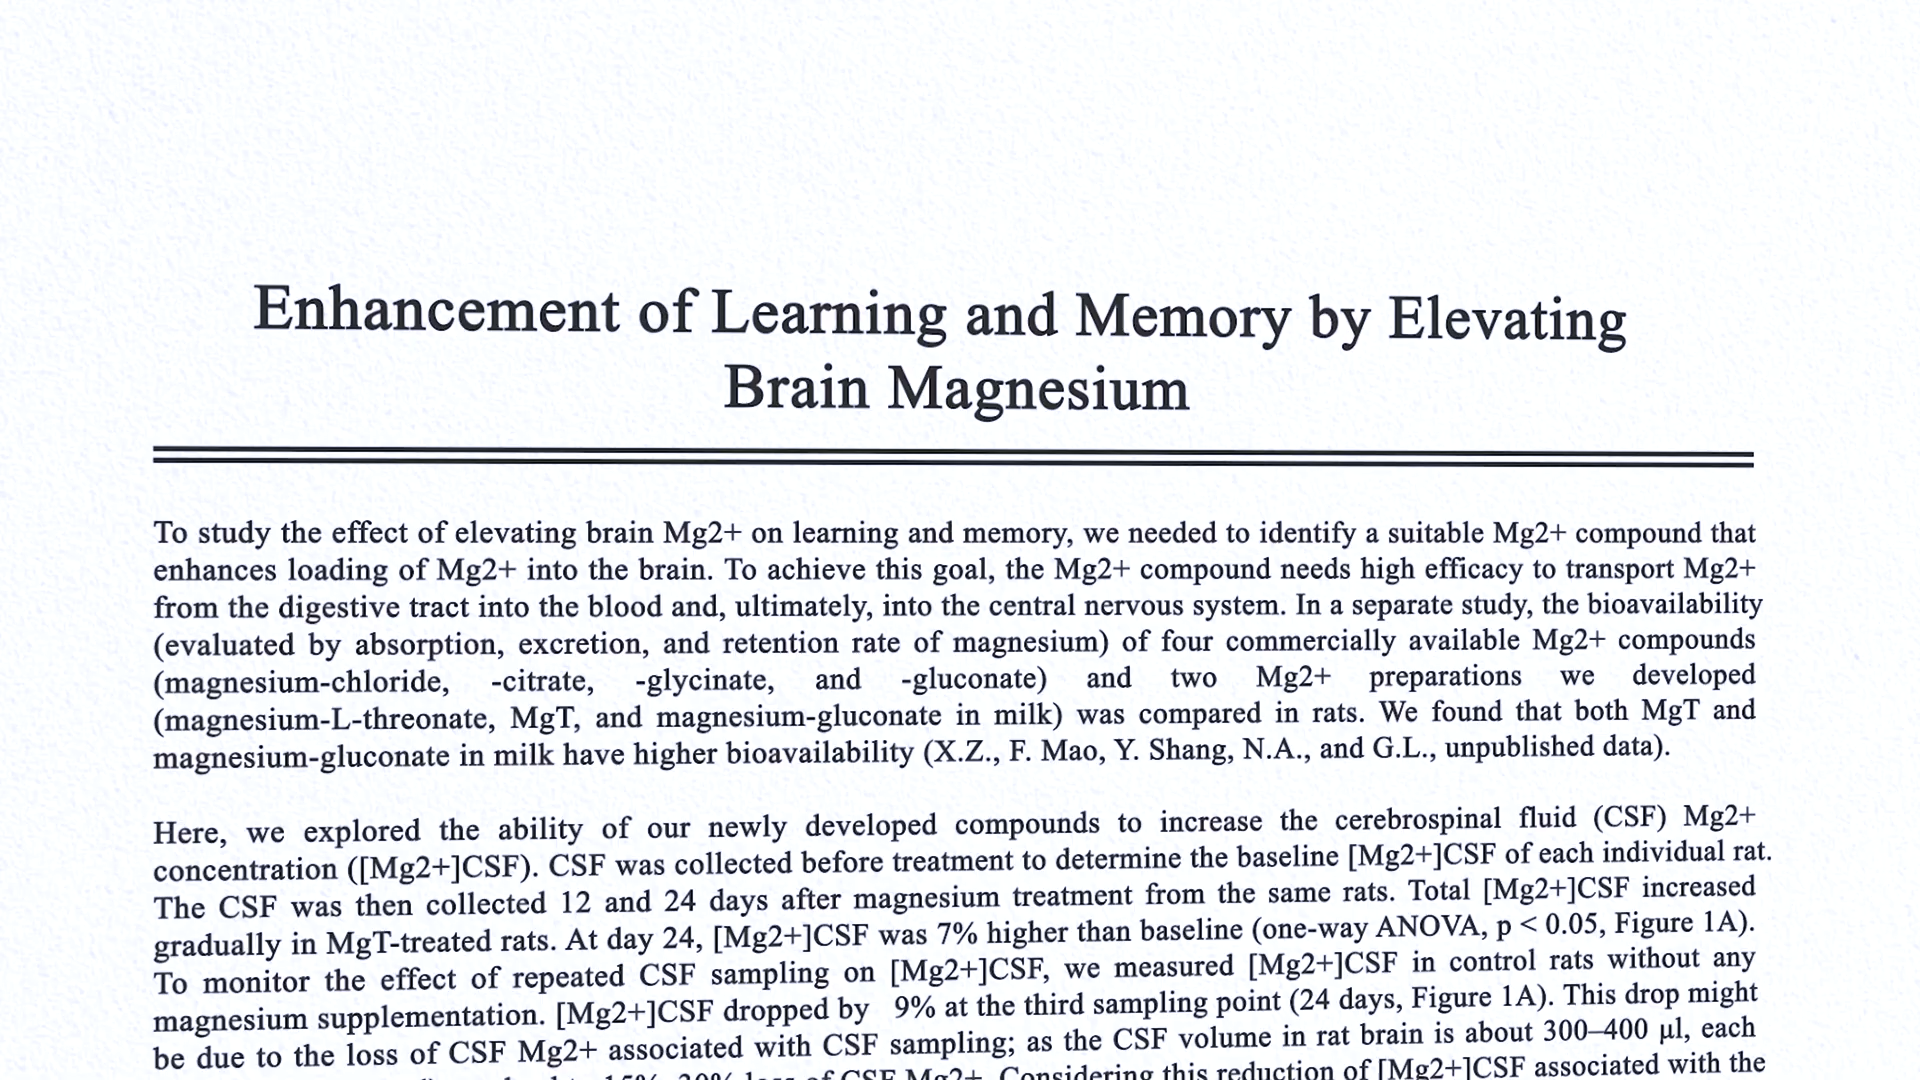 Enhancement of Learning and Memory by Elevating
Brain Magnesium
To study the effect of elevating brain Mg2+ on learning and memory, we needed to identify a suitable Mg2+ compound that
enhances loading of Mg2+ into the brain. To achieve this goal, the Mg2+ compound needs high efficacy to transport Mg2+
from the digestive tract into the blood and, ultimately, into the central nervous system. In a separate study, the bioavailability
(evaluated by absorption, excretion, and retention rate of magnesium) of four commercially available Mg2+ compounds
(magnesium-chloride, -citrate, -glycinate, and -gluconate) and two Mg2+ preparations we developed
(magnesium-L-threonate, MgT, and magnesium-gluconate in milk) was compared in rats. We found that both MgT and
magnesium-gluconate in milk have higher bioavailability (X.Z., F. Mao, Y. Shang, N.A., and G.L., unpublished data).
Here, we explored the ability of our newly developed compounds to increase the cerebrospinal fluid (CSF) Mg2+
concentration ([Mg2+]CSF). CSF was collected before treatment to determine the baseline [Mg2+]CSF of each individual rat.
The CSF was then collected 12 and 24 days after magnesium treatment from the same rats. Total [Mg2+]CSF increased
gradually in MgT-treated rats. At day 24, [Mg2+]CSF was 7% higher than baseline (one-way ANOVA, p < 0.05, Figure 1A).
To monitor the effect of repeated CSF sampling on [Mg2+]CSF, we measured [Mg2+]CSF in control rats without any
magnesium supplementation. [Mg2+]CSF dropped by 9% at the third sampling point (24 days, Figure 1A). This drop might
be due to the loss of CSF Mg2+ associated with CSF sampling; as the CSF volume in rat brain is about 300–400 µl, each
loss of CSF Mg2+. Considering this reduction of [Mg2+]CSF associated with the